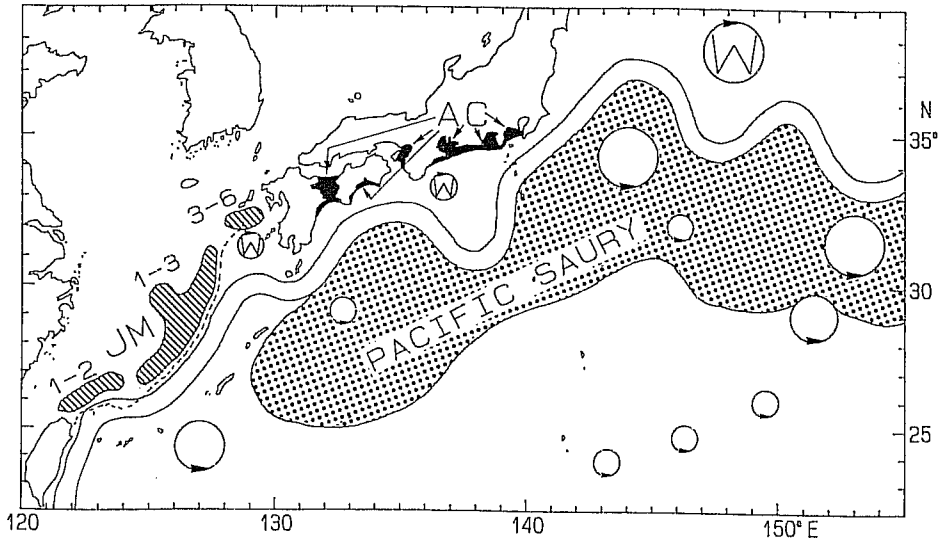 W
N
AC
35°
W
3-6
W
PACIFIC SAURY
1-3
30
JM
1-2
25
120
130
140
150°E